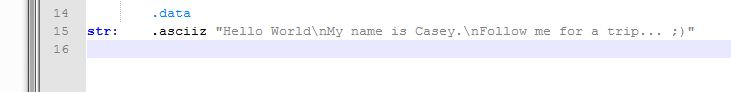 14 .data
15 str: .asciiz "Hello World\nMy name is Casey.\nFollow me for a trip... ;)"
16